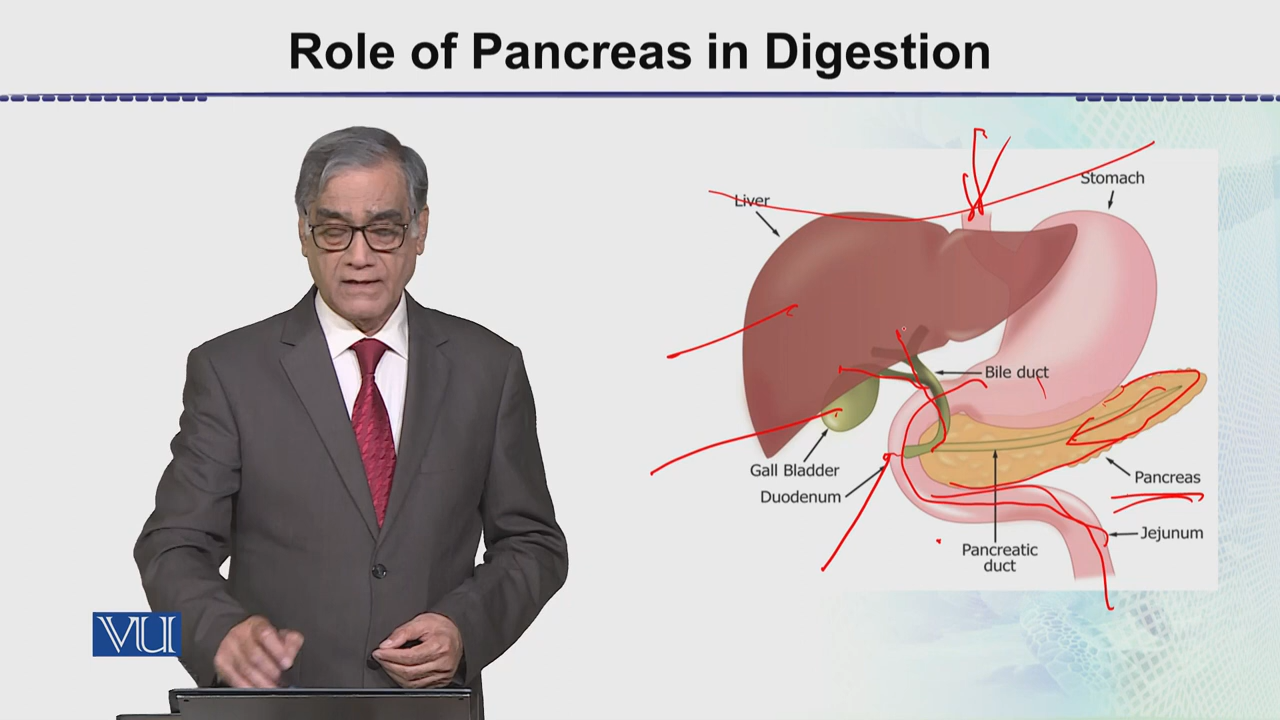 Role of Pancreas in Digestion
Stomach
Liver
Bile duct
Gall Bladder
Duodenum
Pancreas
Jejunum
Pancreatic
duct
VU